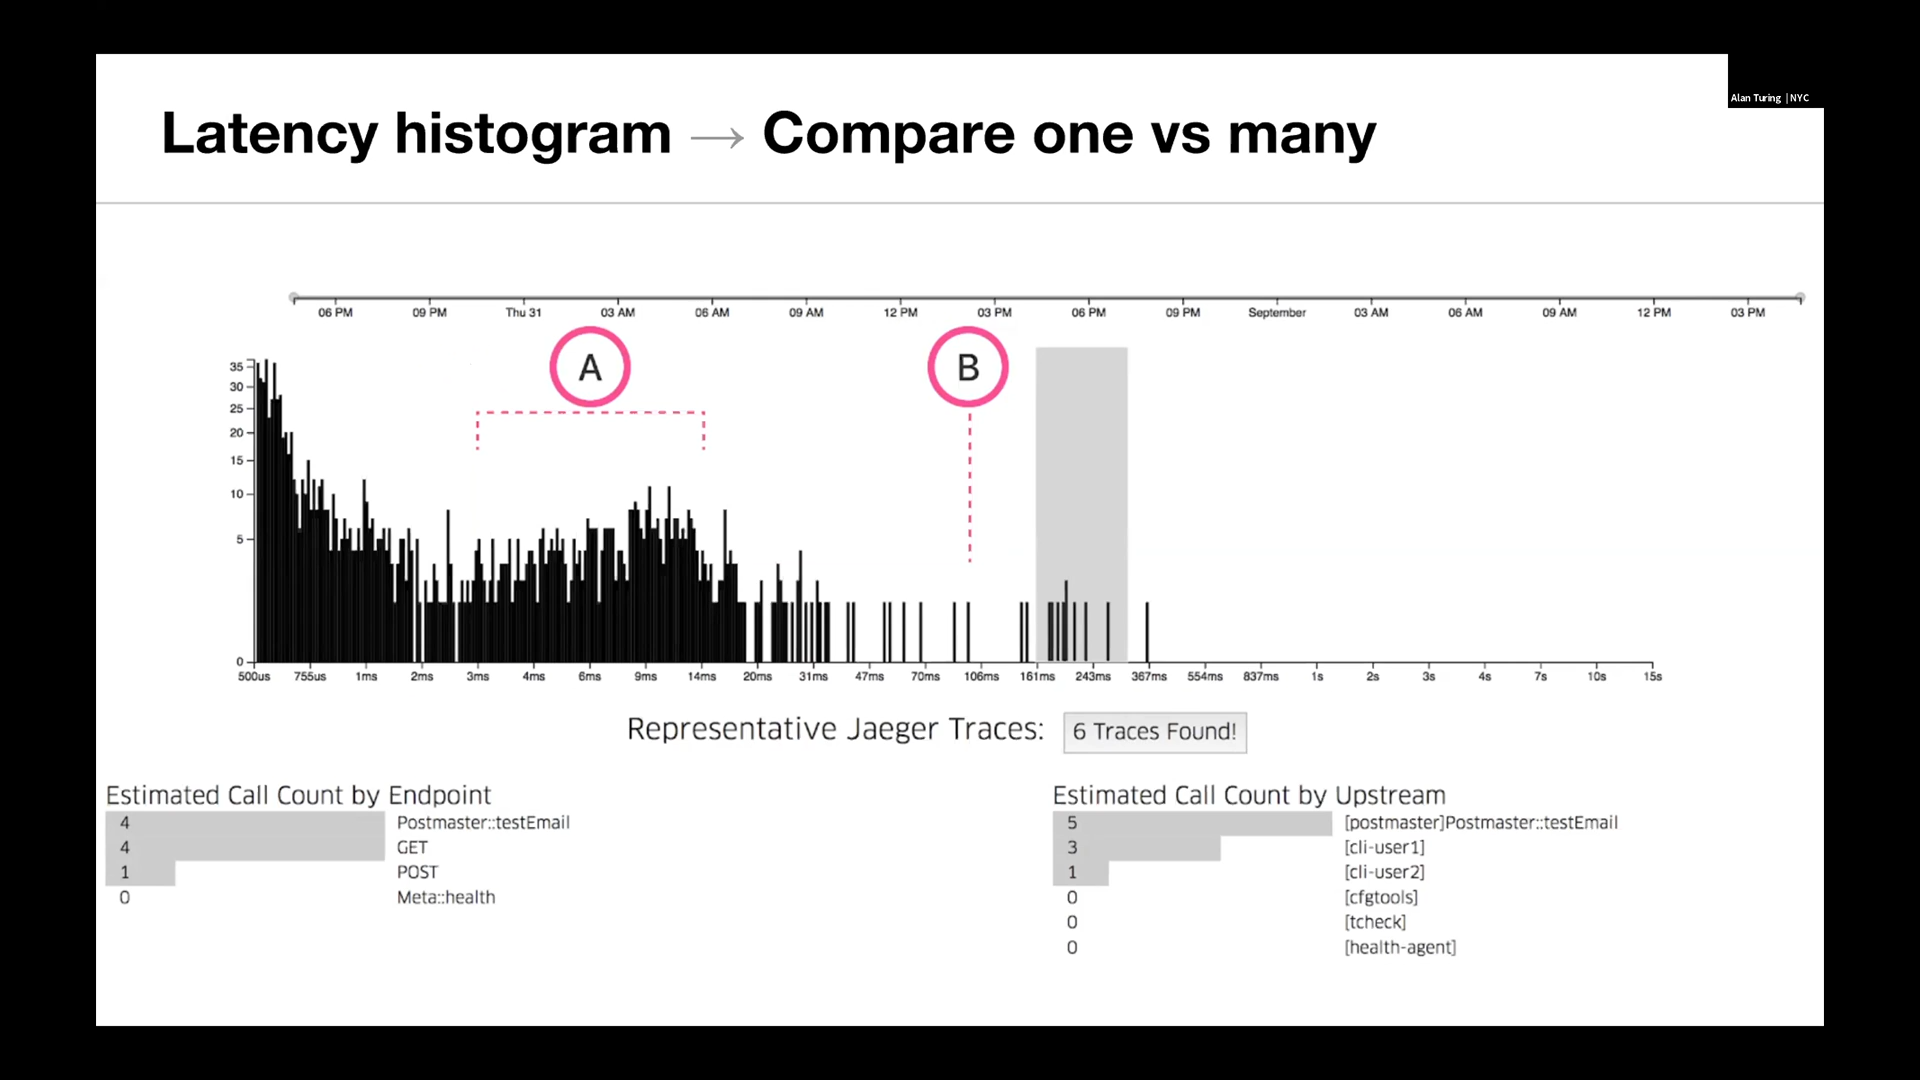 Alan Turing | NYC
Latency histogram → Compare one vs many
06 PM 09 PM Thu 31 03 AM 06 AM 09 AM 12 PM 03 PM 06 PM 09 PM September 03 AM 06 AM 09 AM 12 PM 03 PM
A B
35
30
25
20
15
10
5
0
500us 755us 1ms 2ms 3ms 4ms 6ms 9ms 14ms 20ms 31ms 47ms 70ms 106ms 161ms 243ms 367ms 554ms 837ms 1s 2s 3s 4s 7s 10s 15s
Representative Jaeger Traces: 6 Traces Found!
Estimated Call Count by Endpoint
4 Postmaster::testEmail
4 GET
1 POST
0 Meta::health
Estimated Call Count by Upstream
5 [postmaster]Postmaster::testEmail
3 [cli-user1]
1 [cli-user2]
0 [cfgtools]
0 [tcheck]
0 [health-agent]